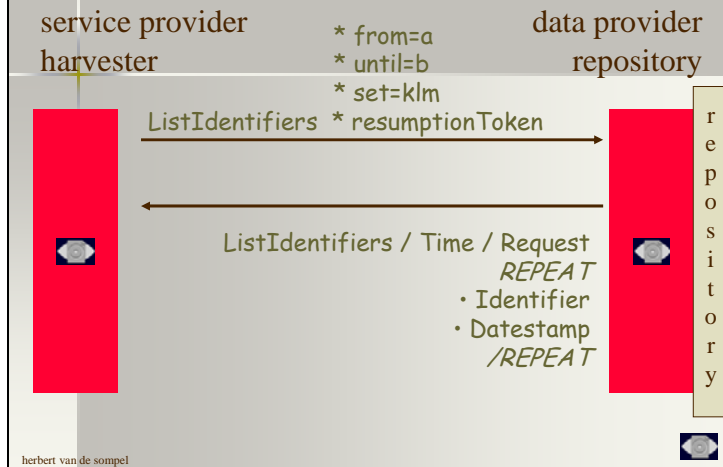 service provider
harvester
data provider
repository
* from=a
* until=b
* set=klm
ListIdentifiers * resumptionToken
ListIdentifiers / Time / Request
REPEAT
• Identifier
• Datestamp
/REPEAT
r
e
p
o
s
i
t
o
r
y
herbert van de sompel